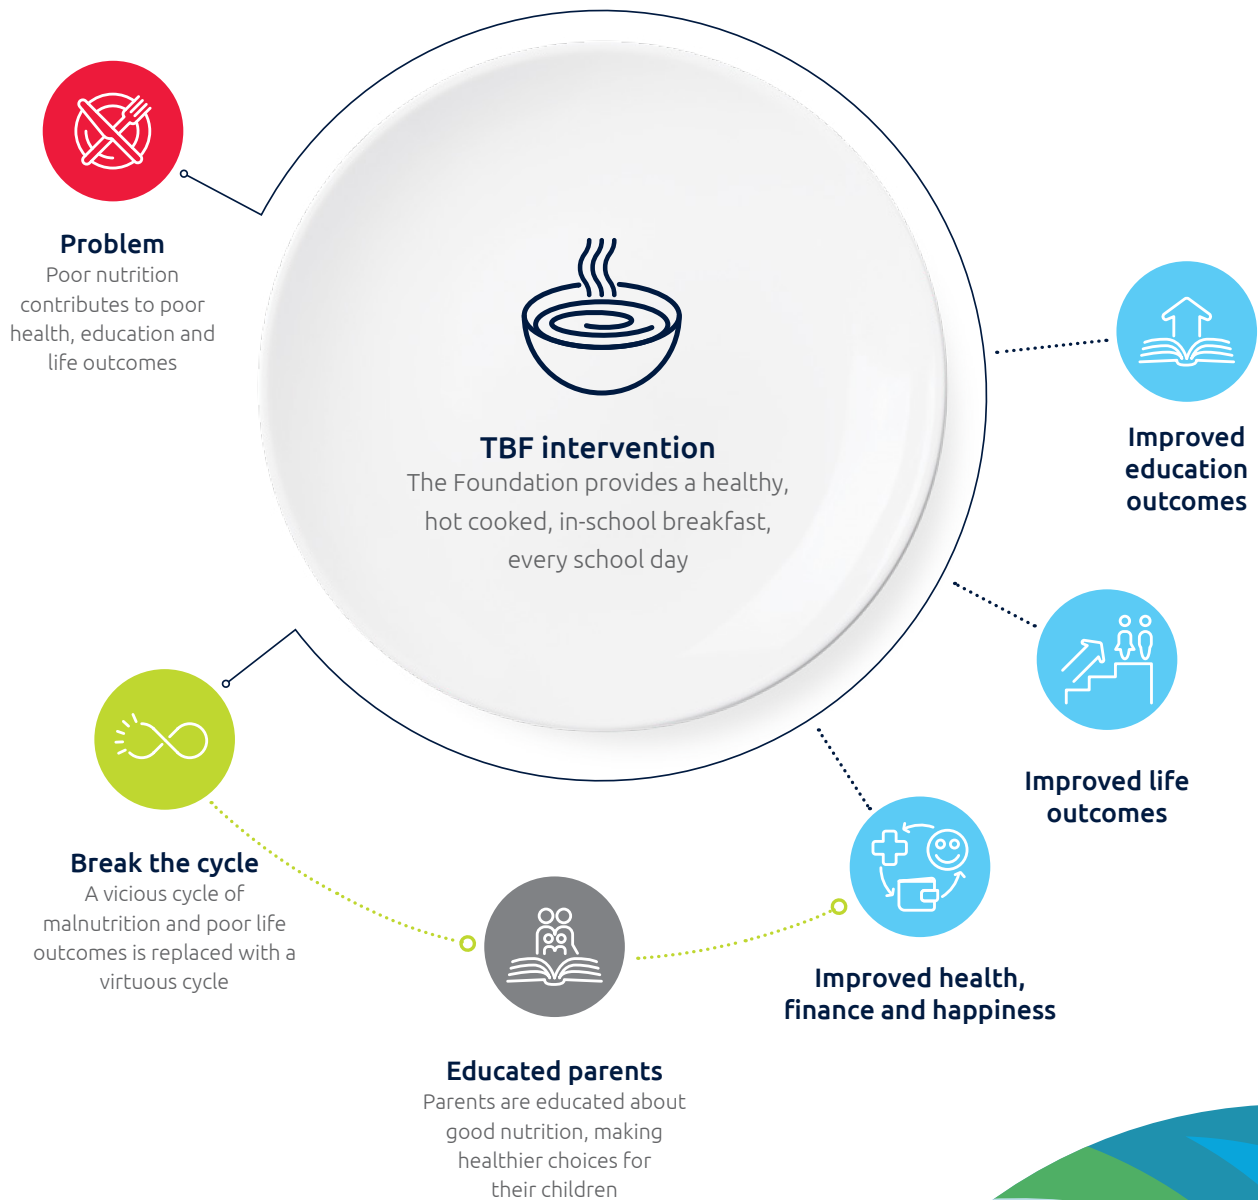 Problem
Poor nutrition
contributes to poor
health, education and
life outcomes
TBF intervention
The Foundation provides a healthy,
hot cooked, in-school breakfast,
every school day
Improved
education
outcomes
Improved life
outcomes
Improved health,
finance and happiness
Educated parents
Parents are educated about
good nutrition, making
healthier choices for
their children
Break the cycle
A vicious cycle of
malnutrition and poor life
outcomes is replaced with a
virtuous cycle